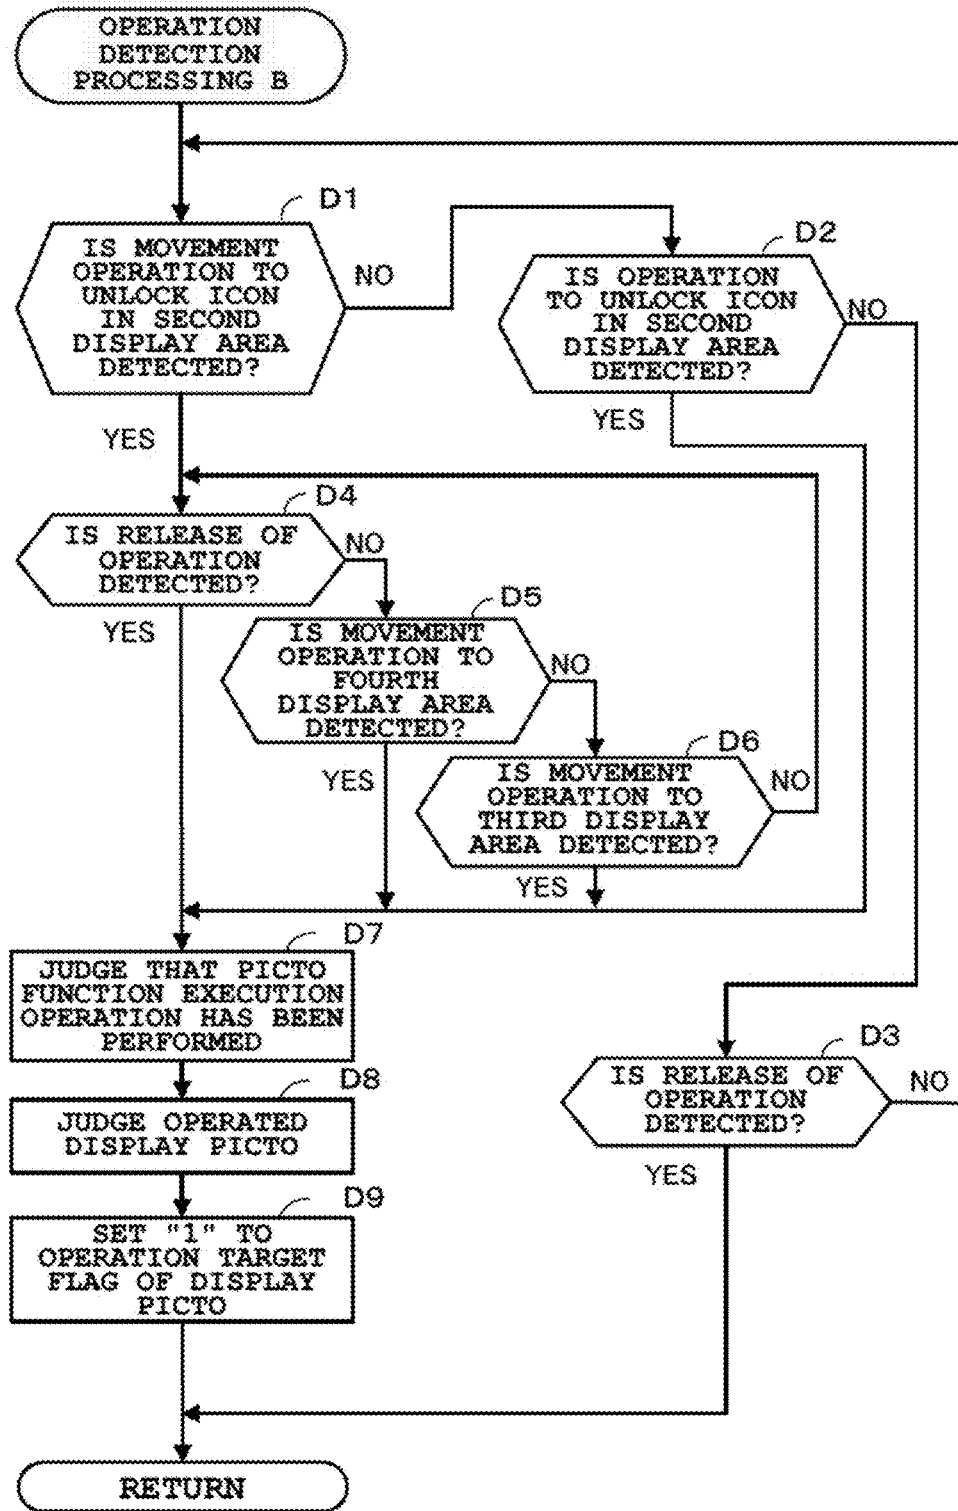 OPERATION
DETECTION
PROCESSING B
D1
IS MOVEMENT
OPERATION TO
UNLOCK ICON
IN SECOND
DISPLAY AREA
DETECTED?
NO
YES
D2
IS OPERATION
TO UNLOCK ICON
IN SECOND
DISPLAY AREA
DETECTED?
NO
YES
D4
IS RELEASE OF
OPERATION
DETECTED?
NO
YES
D5
IS MOVEMENT
OPERATION TO
FOURTH
DISPLAY AREA
DETECTED?
NO
YES
D6
IS MOVEMENT
OPERATION TO
THIRD DISPLAY
AREA DETECTED?
NO
YES
D7
JUDGE THAT PICTO
FUNCTION EXECUTION
OPERATION HAS BEEN
PERFORMED
D3
IS RELEASE OF
OPERATION
DETECTED?
NO
YES
D8
JUDGE OPERATED
DISPLAY PICTO
D9
SET "1" TO
OPERATION TARGET
FLAG OF DISPLAY
PICTO
RETURN